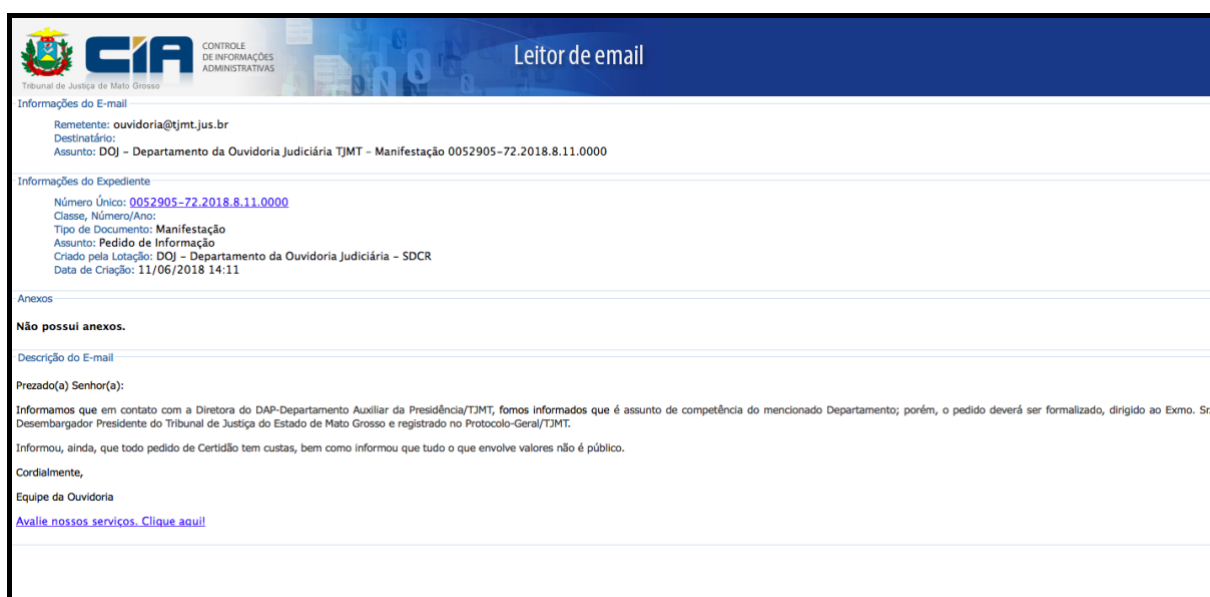 CIA
CONTROLE
DE INFORMAÇÕES
ADMINISTRATIVAS
Tribunal de Justiça de Mato Grosso
Leitor de email
Informações do E-mail
Remetente: ouvidoria@tjmt.jus.br
Destinatário:
Assunto: DOJ - Departamento da Ouvidoria Judiciária TJMT - Manifestação 0052905-72.2018.8.11.0000
Informações do Expediente
Número Único: 0052905-72.2018.8.11.0000
Classe, Número/Ano:
Tipo de Documento: Manifestação
Assunto: Pedido de Informação
Criado pela Lotação: DOJ - Departamento da Ouvidoria Judiciária - SDCR
Data de Criação: 11/06/2018 14:11
Anexos
Não possui anexos.
Descrição do E-mail
Prezado(a) Senhor(a):
Informamos que em contato com a Diretora do DAP-Departamento Auxiliar da Presidência/TJMT, fomos informados que é assunto de competência do mencionado Departamento; porém, o pedido deverá ser formalizado, dirigido ao Exmo. Sr.
Desembargador Presidente do Tribunal de Justiça do Estado de Mato Grosso e registrado no Protocolo-Geral/TJMT.
Informou, ainda, que todo pedido de Certidão tem custas, bem como informou que tudo o que envolve valores não é público.
Cordialmente,
Equipe da Ouvidoria
Avalie nossos serviços. Clique aqui!